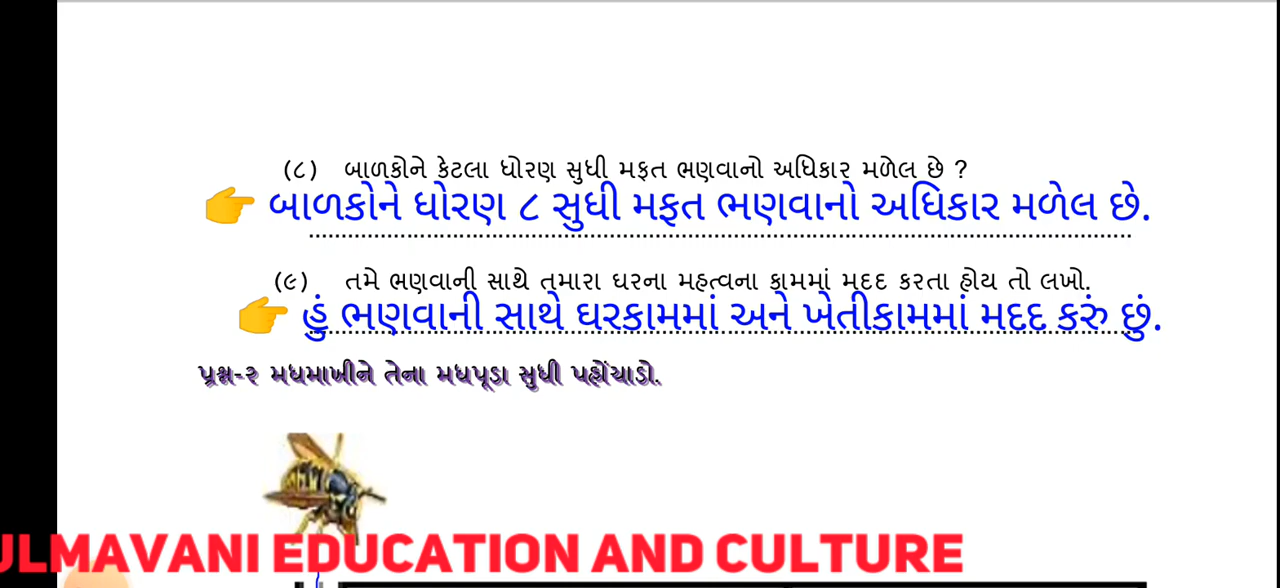 (૮) બાળકોને કેટલા ધોરણ સુધી મફત ભણવાનો અધિકાર મળેલ છે ?
👉 બાળકોને ધોરણ ૮ સુધી મફત ભણવાનો અધિકાર મળેલ છે.
(૯) તમે ભણવાની સાથે તમારા ઘરના મહત્વના કામમાં મદદ કરતા હોય તો લખો.
👉 હું ભણવાની સાથે ઘરકામમાં અને ખેતીકામમાં મદદ કરું છું.
પ્રશ્ન-૨ મધમાખીને તેના મધપૂડા સુધી પહોંચાડો.
ULMAVANI EDUCATION AND CULTURE